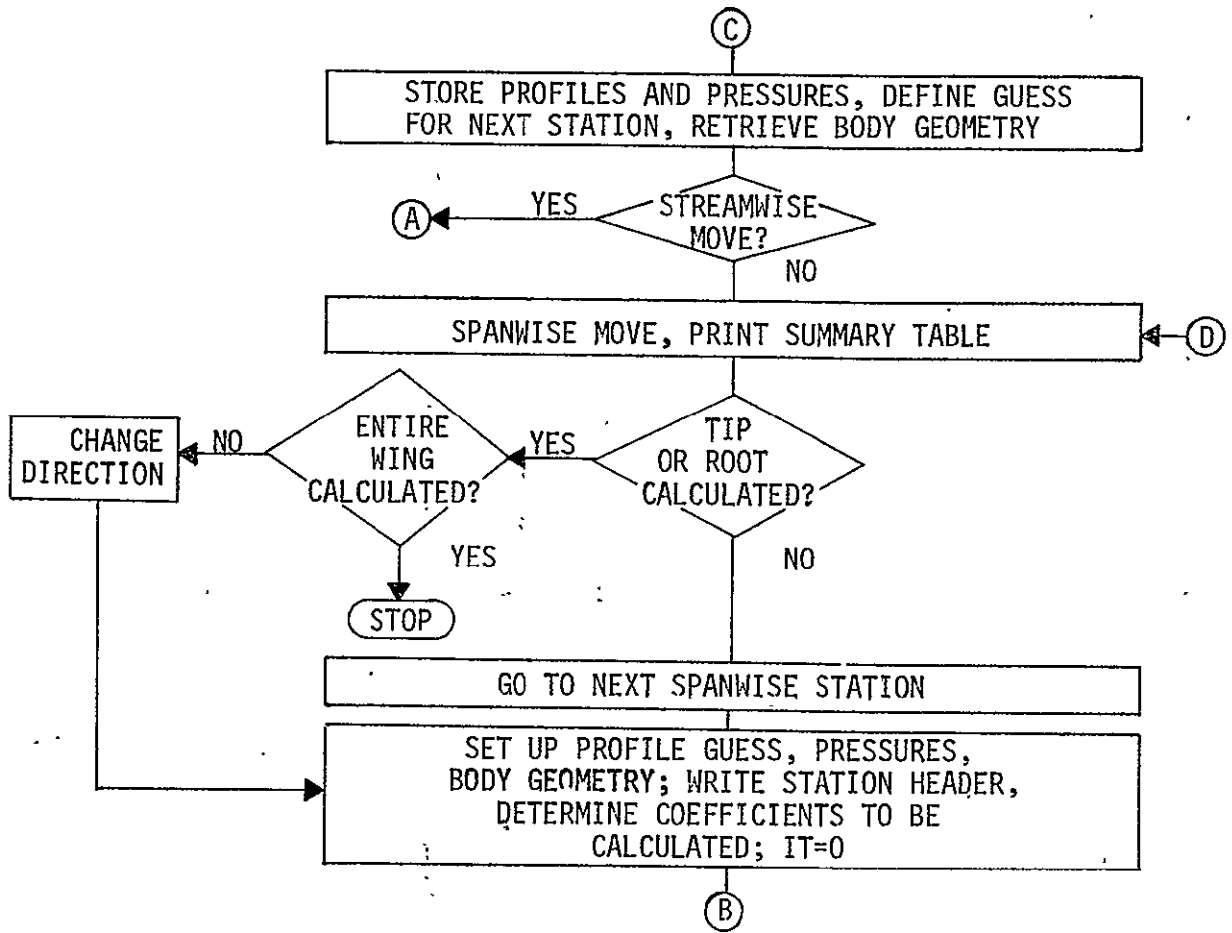 C
STORE PROFILES AND PRESSURES, DEFINE GUESS
FOR NEXT STATION, RETRIEVE BODY GEOMETRY
A
YES
STREAMWISE
MOVE?
NO
SPANWISE MOVE, PRINT SUMMARY TABLE
D
CHANGE
DIRECTION
NO
ENTIRE
WING
CALCULATED?
YES
TIP
OR ROOT
CALCULATED?
YES
NO
STOP
GO TO NEXT SPANWISE STATION
SET UP PROFILE GUESS, PRESSURES,
BODY GEOMETRY; WRITE STATION HEADER,
DETERMINE COEFFICIENTS TO BE
CALCULATED; IT=0
B